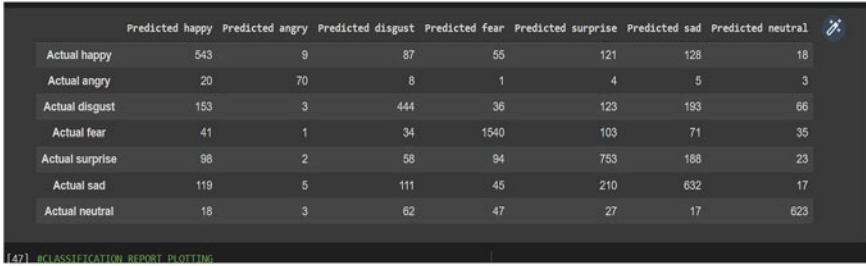 Predicted happy Predicted angry Predicted disgust Predicted fear Predicted surprise Predicted sad Predicted neutral
Actual happy 543 9 87 55 121 128 18
Actual angry 20 70 8 1 4 5 3
Actual disgust 153 3 444 36 123 193 66
Actual fear 41 1 34 1540 103 71 35
Actual surprise 98 2 58 94 753 188 23
Actual sad 119 5 111 45 210 632 17
Actual neutral 18 3 62 47 27 17 623
[47] #CLASSIFICATION REPORT PLOTTING